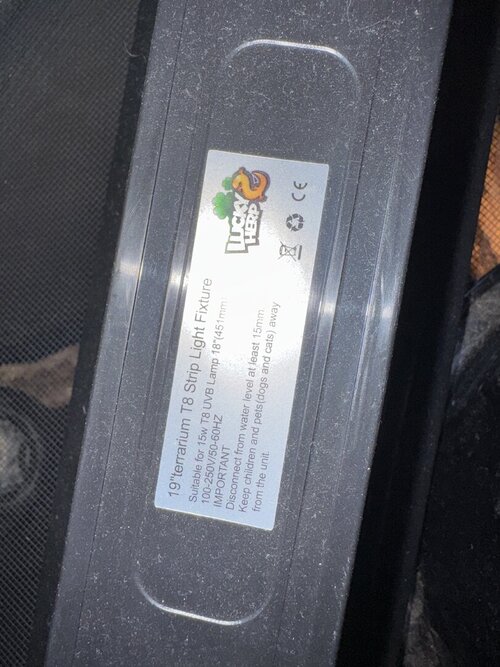 LUCKY
HERP
CE
19"terrarium T8 Strip Light Fixture
Suitable for 15w T8 UVB Lamp 18"(451mm
100-250V/50-60HZ
IMPORTANT
Disconnect from water level at least 15mm.
Keep children and pets(dogs and cats) away
from the unit.